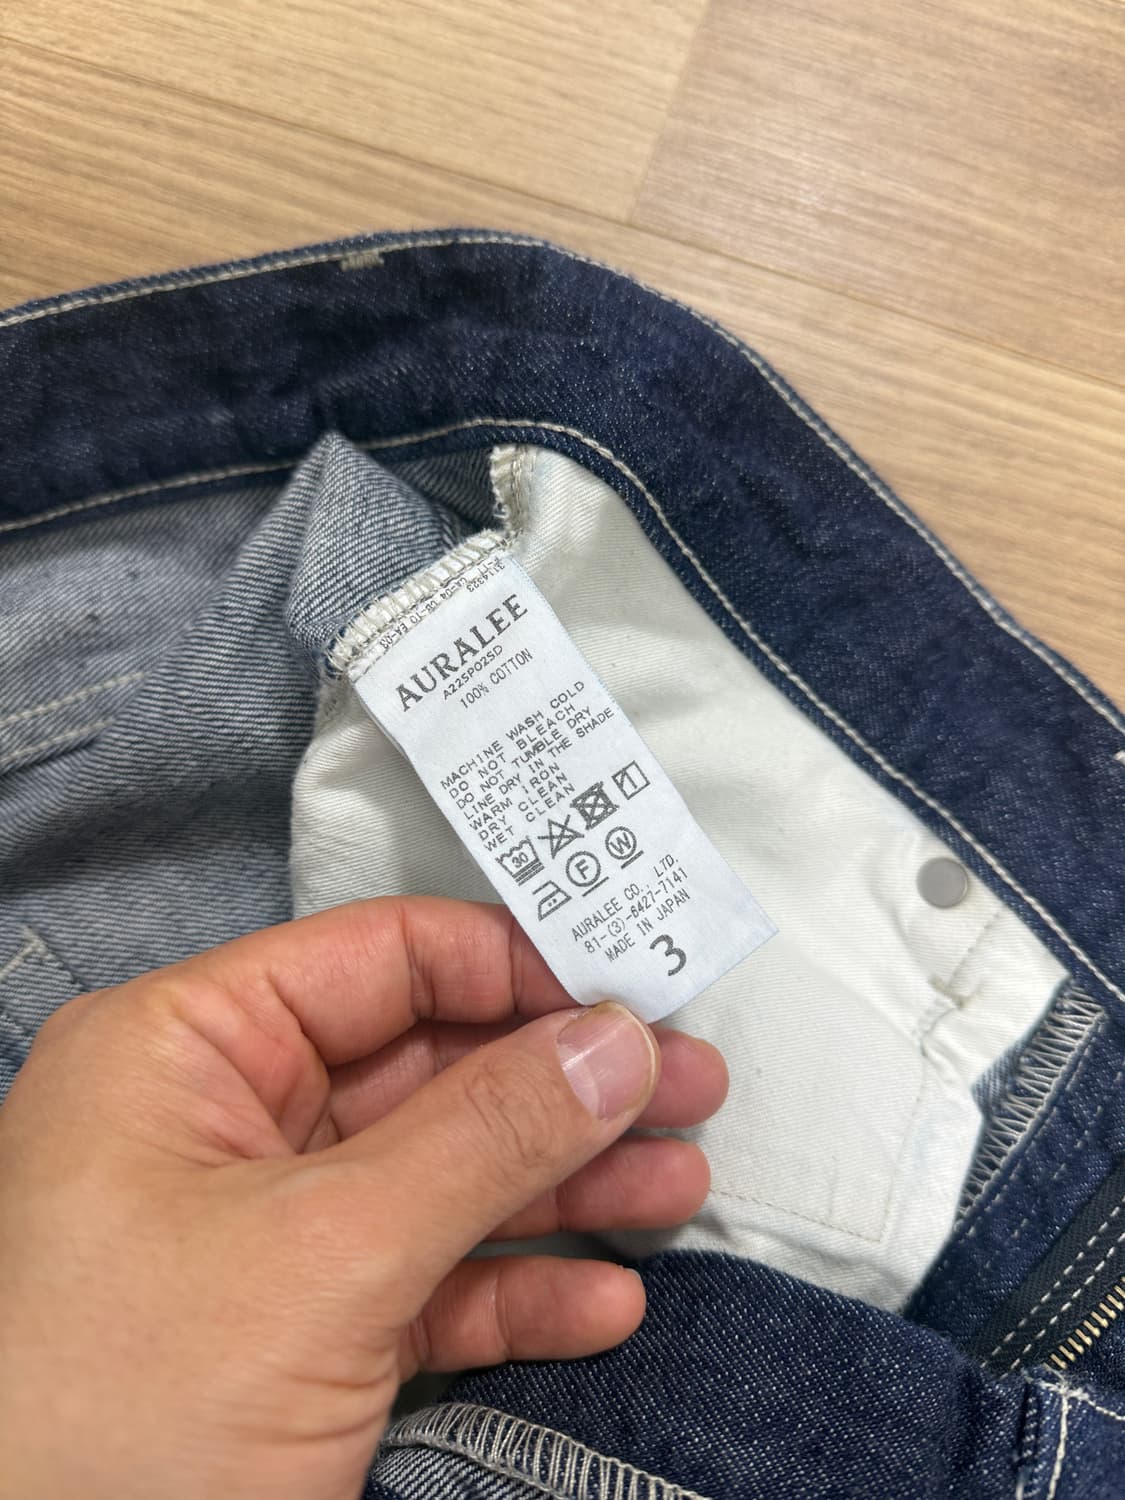 AURALEE
A22SP02SD
100% COTTON
MACHINE WASH COLD
DO NOT BLEACH
DO NOT TUMBLE DRY
LINE DRY IN THE SHADE
WARM IRON
DRY CLEAN
WET CLEAN
30
F W
AURALEE CO., LTD.
81-(3)-6427-7141
MADE IN JAPAN
3